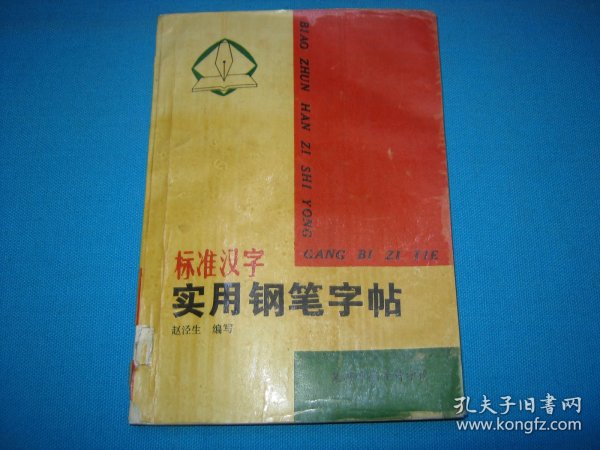 BIAO ZHUN HAN ZI SHI YONG
GANG BI ZI TIE
标准汉字
实用钢笔字帖
赵泾生 编写
孔夫子旧书网
www.kongfz.com